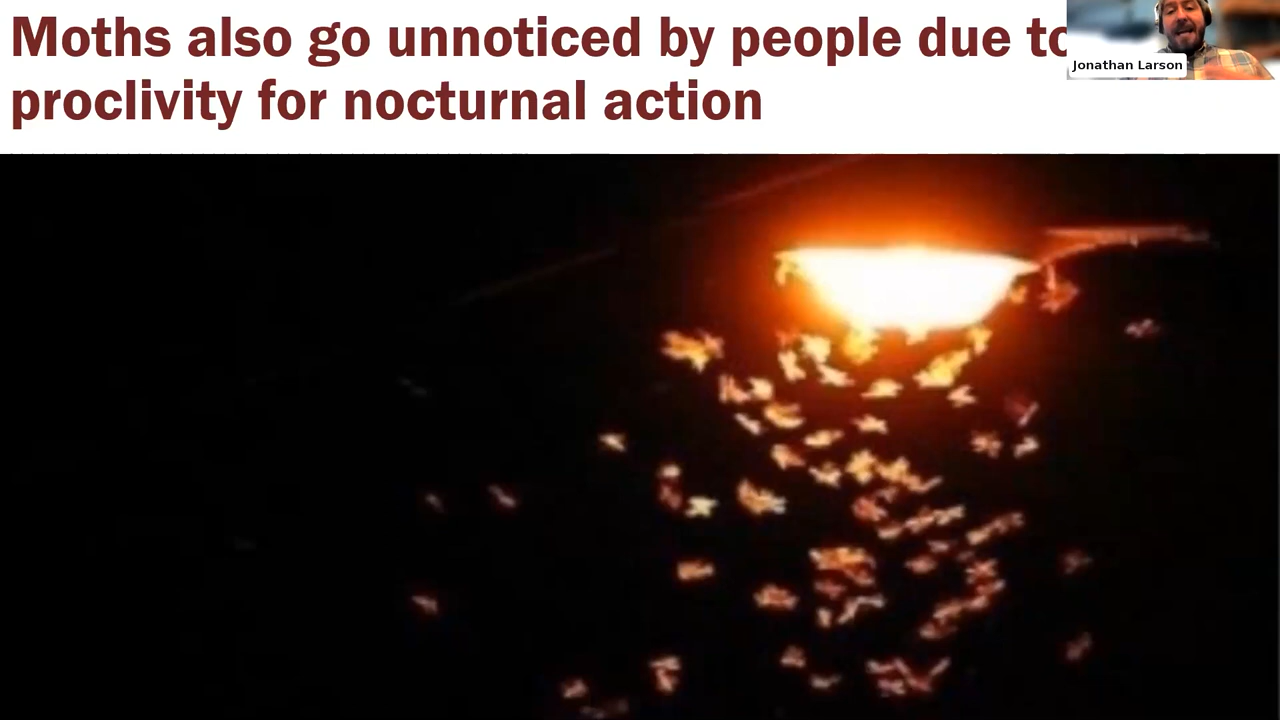 Moths also go unnoticed by people due to
Jonathan Larson
proclivity for nocturnal action